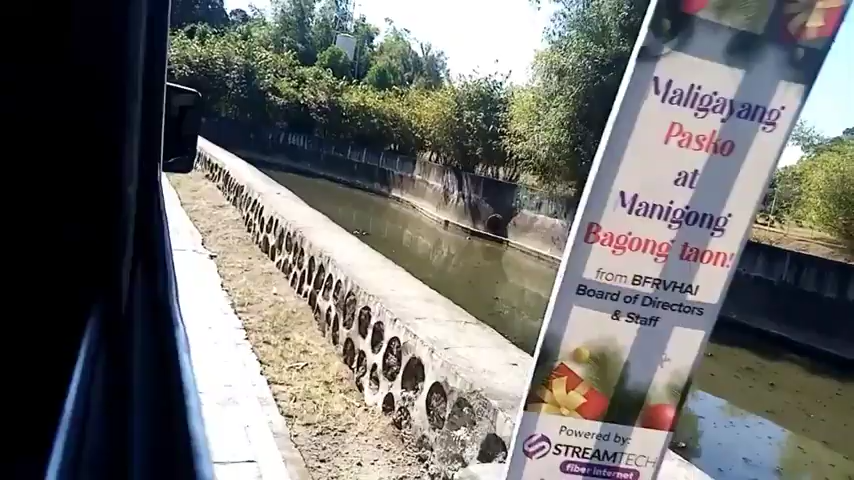 Maligayang
Pasko
at
Manigong
Bagong taon!
from BFRVHAI
Board of Directors
& Staff
Powered by
STREAMTECH
fiber internet